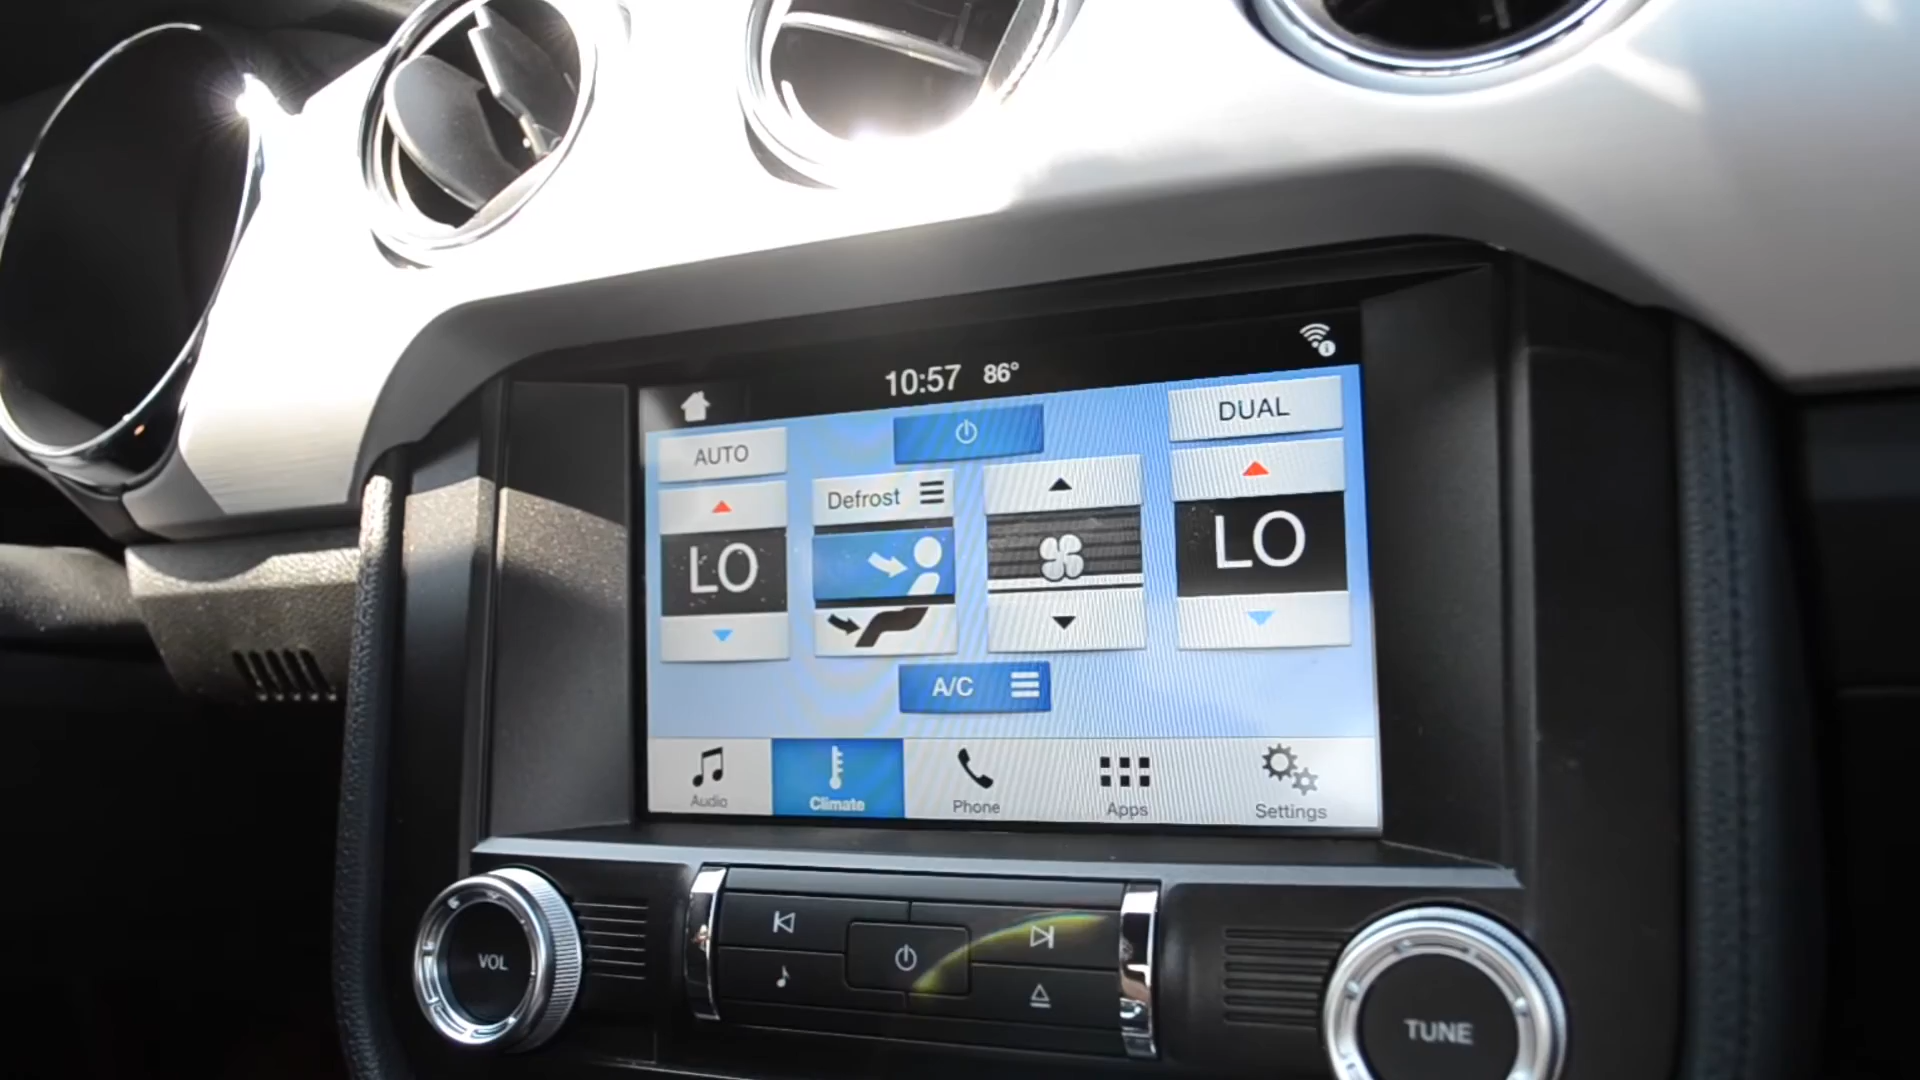 10:57 86°
AUTO
DUAL
Defrost
LO
LO
A/C
Audio
Climate
Phone
Apps
Settings
VOL
TUNE